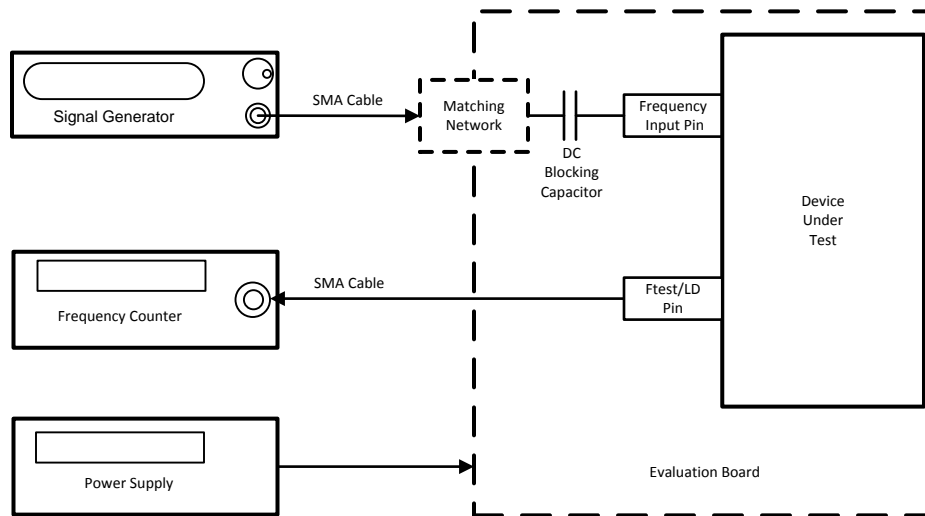 SMA Cable
Signal Generator
Matching
Network
DC
Blocking
Capacitor
Frequency
Input Pin
Device
Under
Test
SMA Cable
Frequency Counter
Ftest/LD
Pin
Power Supply
Evaluation Board